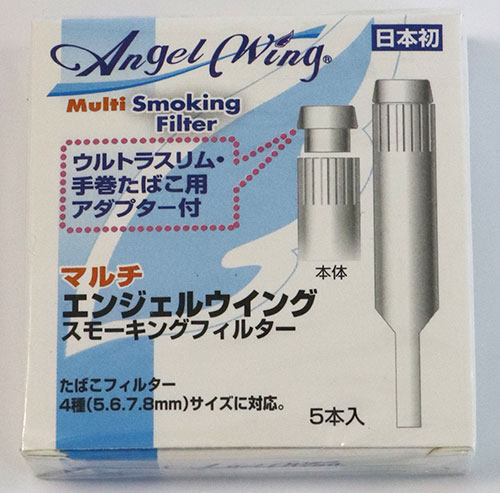 Angel Wing®
日本初
Multi Smoking
Filter
ウルトラスリム・
手巻たばこ用
アダプター付
本体
マルチ
エンジェルウイング
スモーキングフィルター
たばこフィルター
4種(5.6.7.8mm)サイズに対応。
5本入